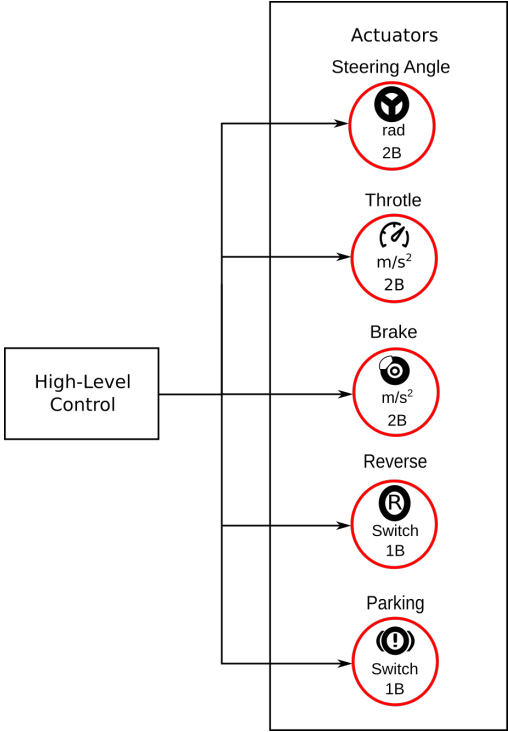 Actuators
Steering Angle
rad
2B
Throtle
m/s²
2B
High-Level
Control
Brake
m/s²
2B
Reverse
R
Switch
1B
Parking
!
Switch
1B